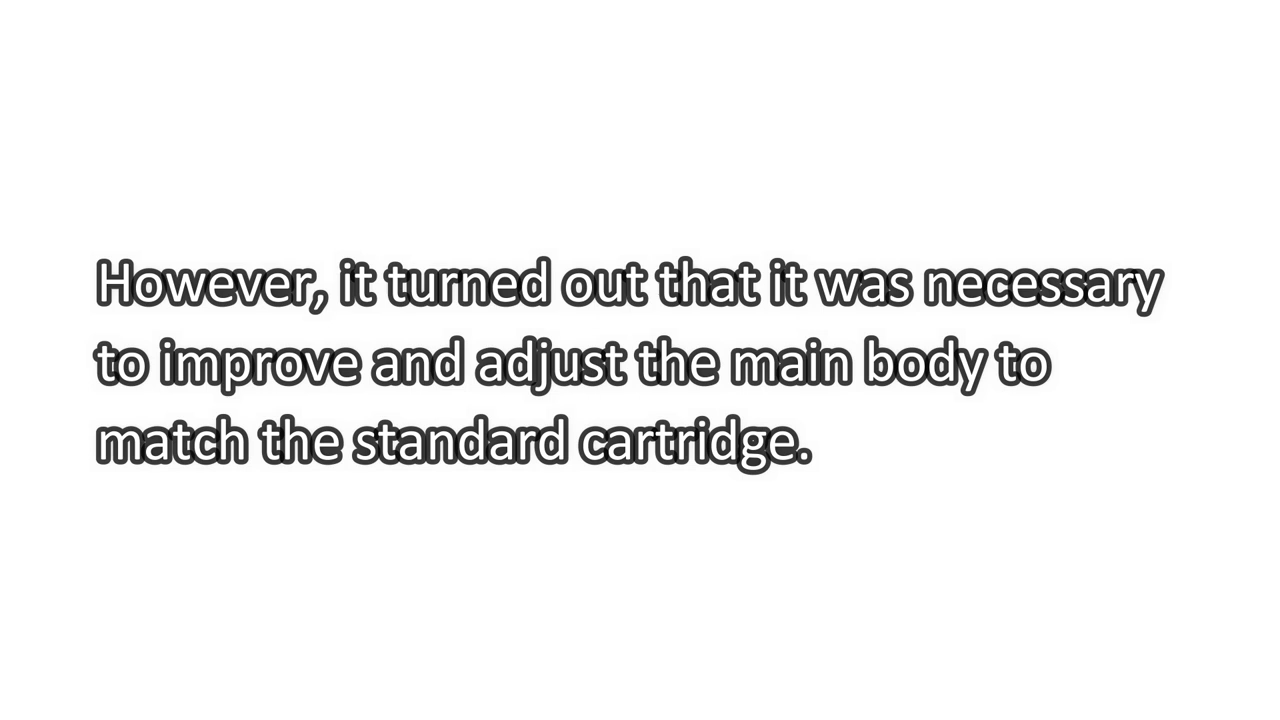 However, it turned out that it was necessary
to improve and adjust the main body to
match the standard cartridge.